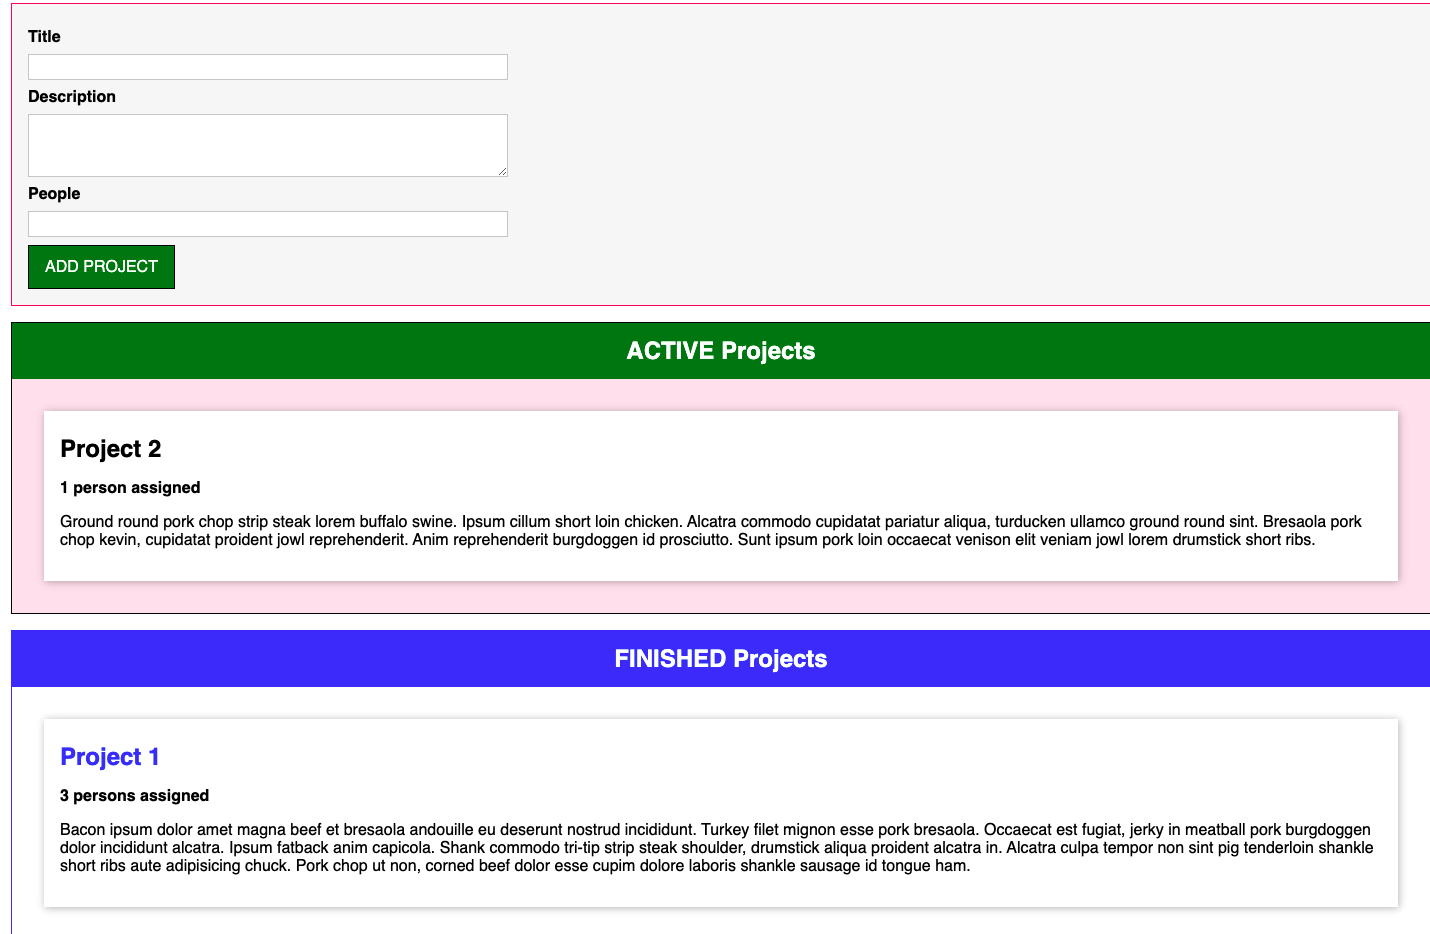 Title
Description
People
ADD PROJECT
ACTIVE Projects
Project 2
1 person assigned
Ground round pork chop strip steak lorem buffalo swine. Ipsum cillum short loin chicken. Alcatra commodo cupidatat pariatur aliqua, turducken ullamco ground round sint. Bresaola pork
chop kevin, cupidatat proident jowl reprehenderit. Anim reprehenderit burgdoggen id prosciutto. Sunt ipsum pork loin occaecat venison elit veniam jowl lorem drumstick short ribs.
FINISHED Projects
Project 1
3 persons assigned
Bacon ipsum dolor amet magna beef et bresaola andouille eu deserunt nostrud incididunt. Turkey filet mignon esse pork bresaola. Occaecat est fugiat, jerky in meatball pork burgdoggen
dolor incididunt alcatra. Ipsum fatback anim capicola. Shank commodo tri-tip strip steak shoulder, drumstick aliqua proident alcatra in. Alcatra culpa tempor non sint pig tenderloin shankle
short ribs aute adipisicing chuck. Pork chop ut non, corned beef dolor esse cupim dolore laboris shankle sausage id tongue ham.